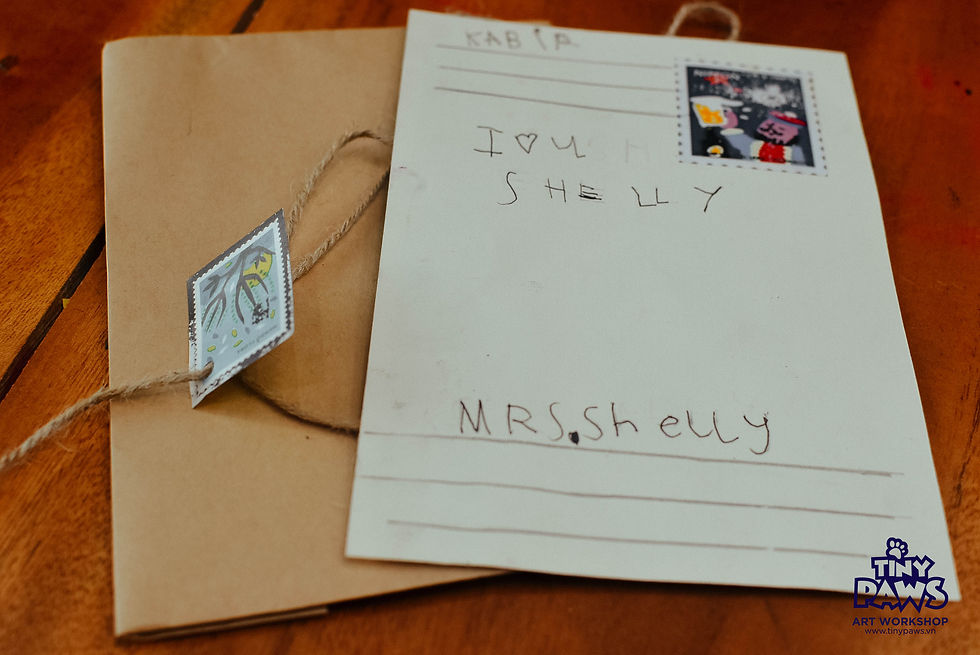 KABIR
I ♡ U
SHELLY
MRS.Shelly
TINY
PAWS
ART WORKSHOP
www.tinypaws.vn